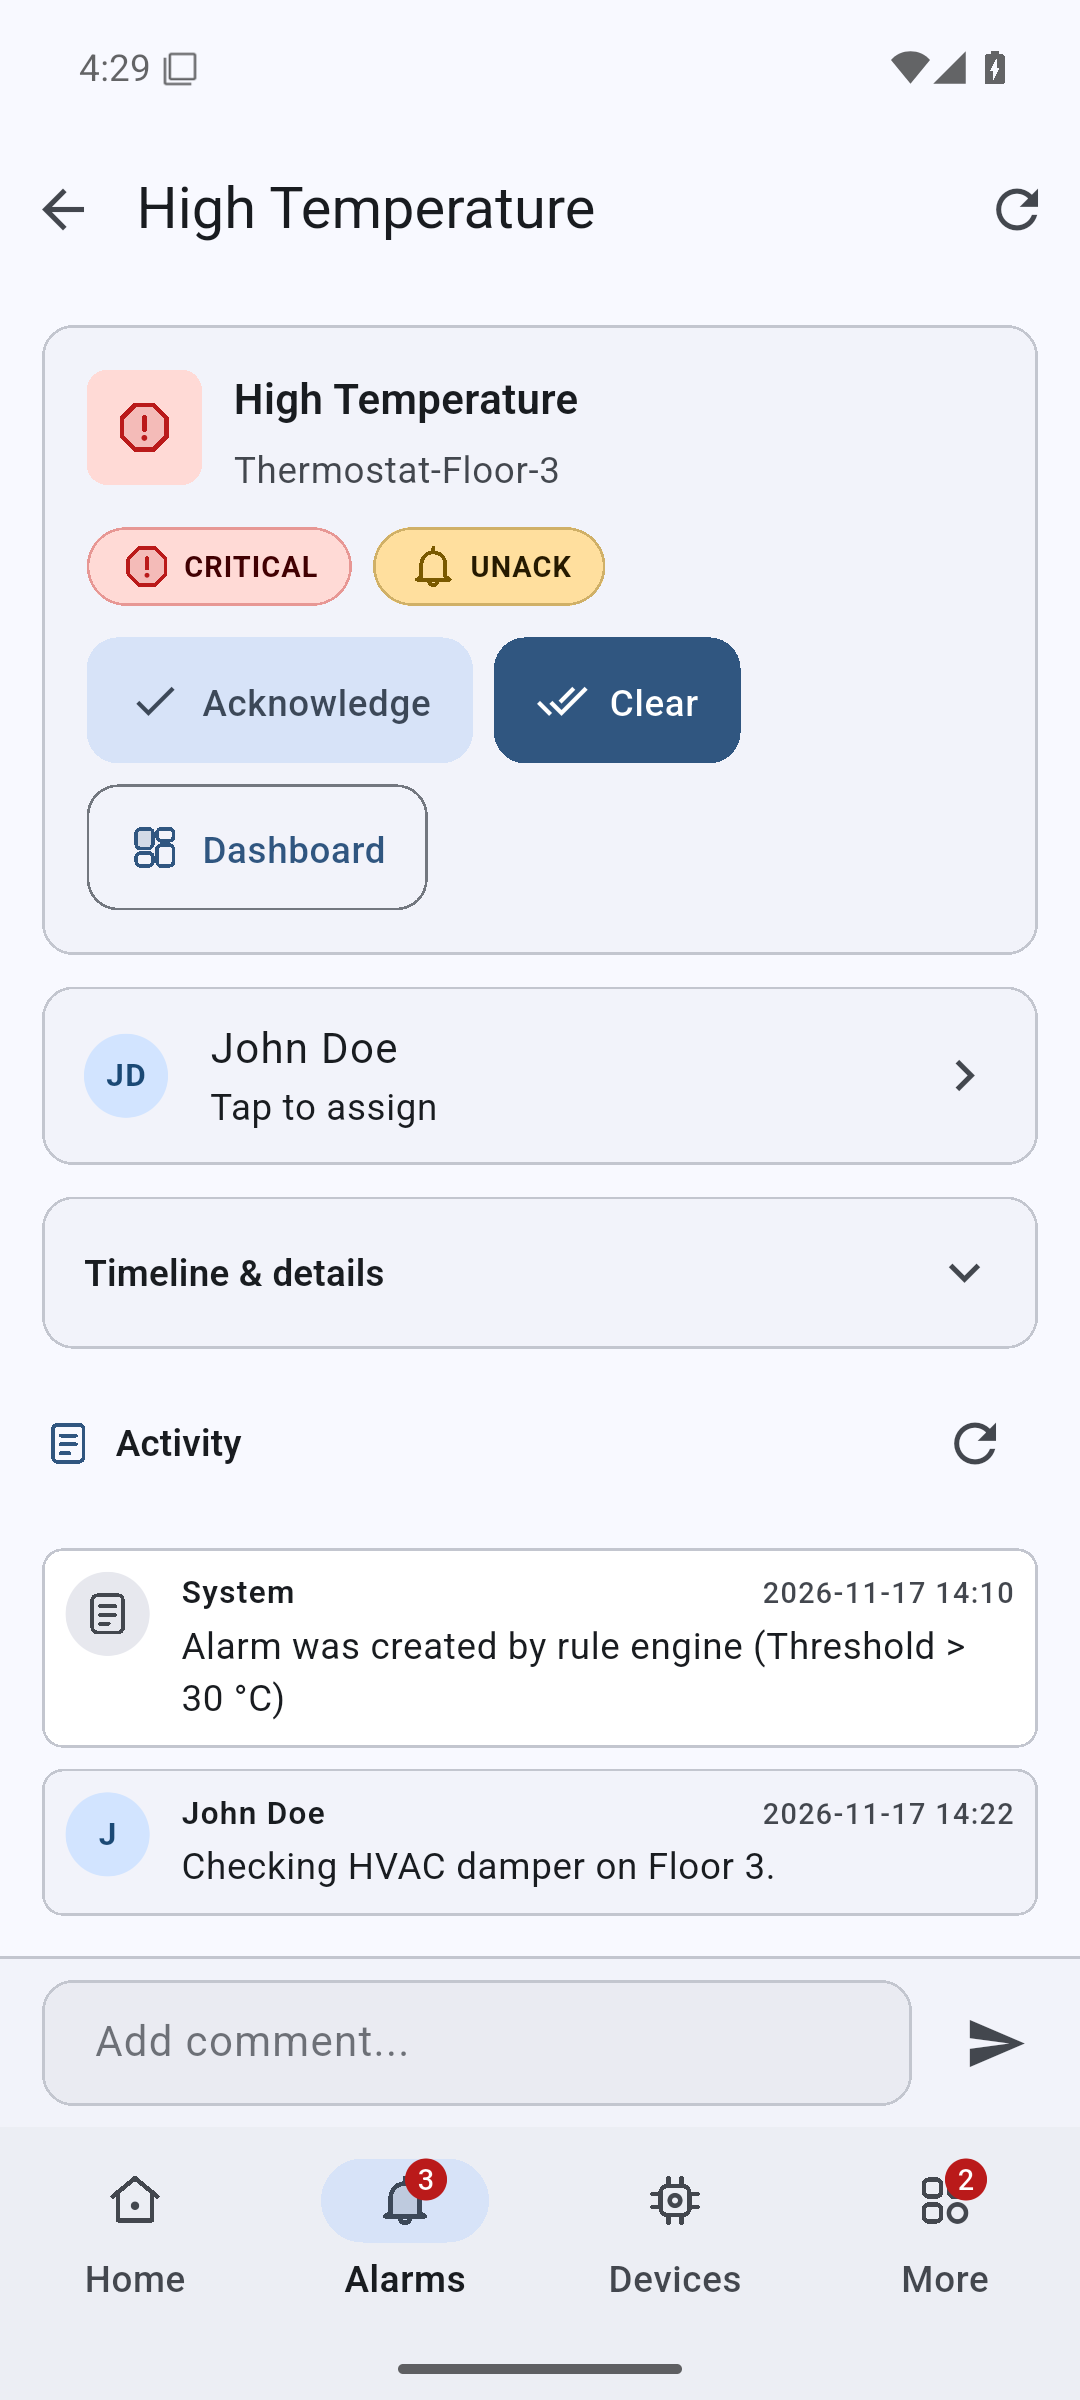 4:29
High Temperature
High Temperature
Thermostat-Floor-3
CRITICAL
UNACK
Acknowledge
Clear
Dashboard
JD
John Doe
Tap to assign
Timeline & details
Activity
System
2026-11-17 14:10
Alarm was created by rule engine (Threshold >
30 °C)
J
John Doe
2026-11-17 14:22
Checking HVAC damper on Floor 3.
Add comment...
3
2
Home
Alarms
Devices
More